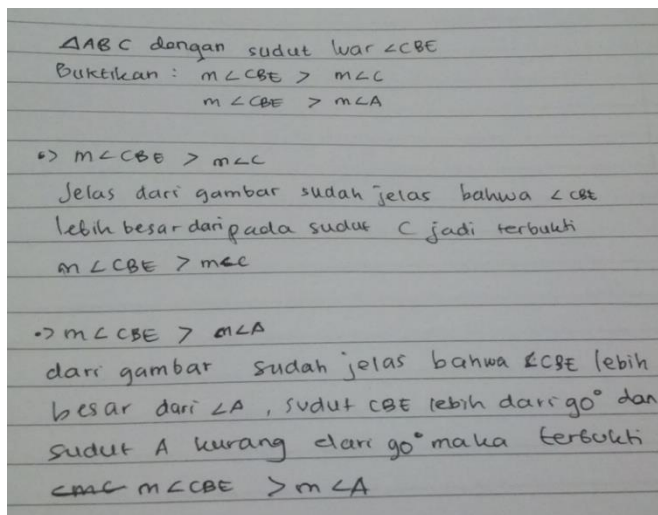 △ABC dengan sudut luar ∠CBE
Buktikan : m∠CBE > m∠C
m∠CBE > m∠A
•> m∠CBE > m∠C
Jelas dari gambar sudah jelas bahwa ∠CBE
lebih besar daripada sudut C jadi terbukti
m∠CBE > m∠C
•> m∠CBE > m∠A
dari gambar sudah jelas bahwa ∠CBE lebih
besar dari ∠A, sudut CBE lebih dari 90° dan
sudut A kurang dari 90° maka terbukti
m∠CBE > m∠A